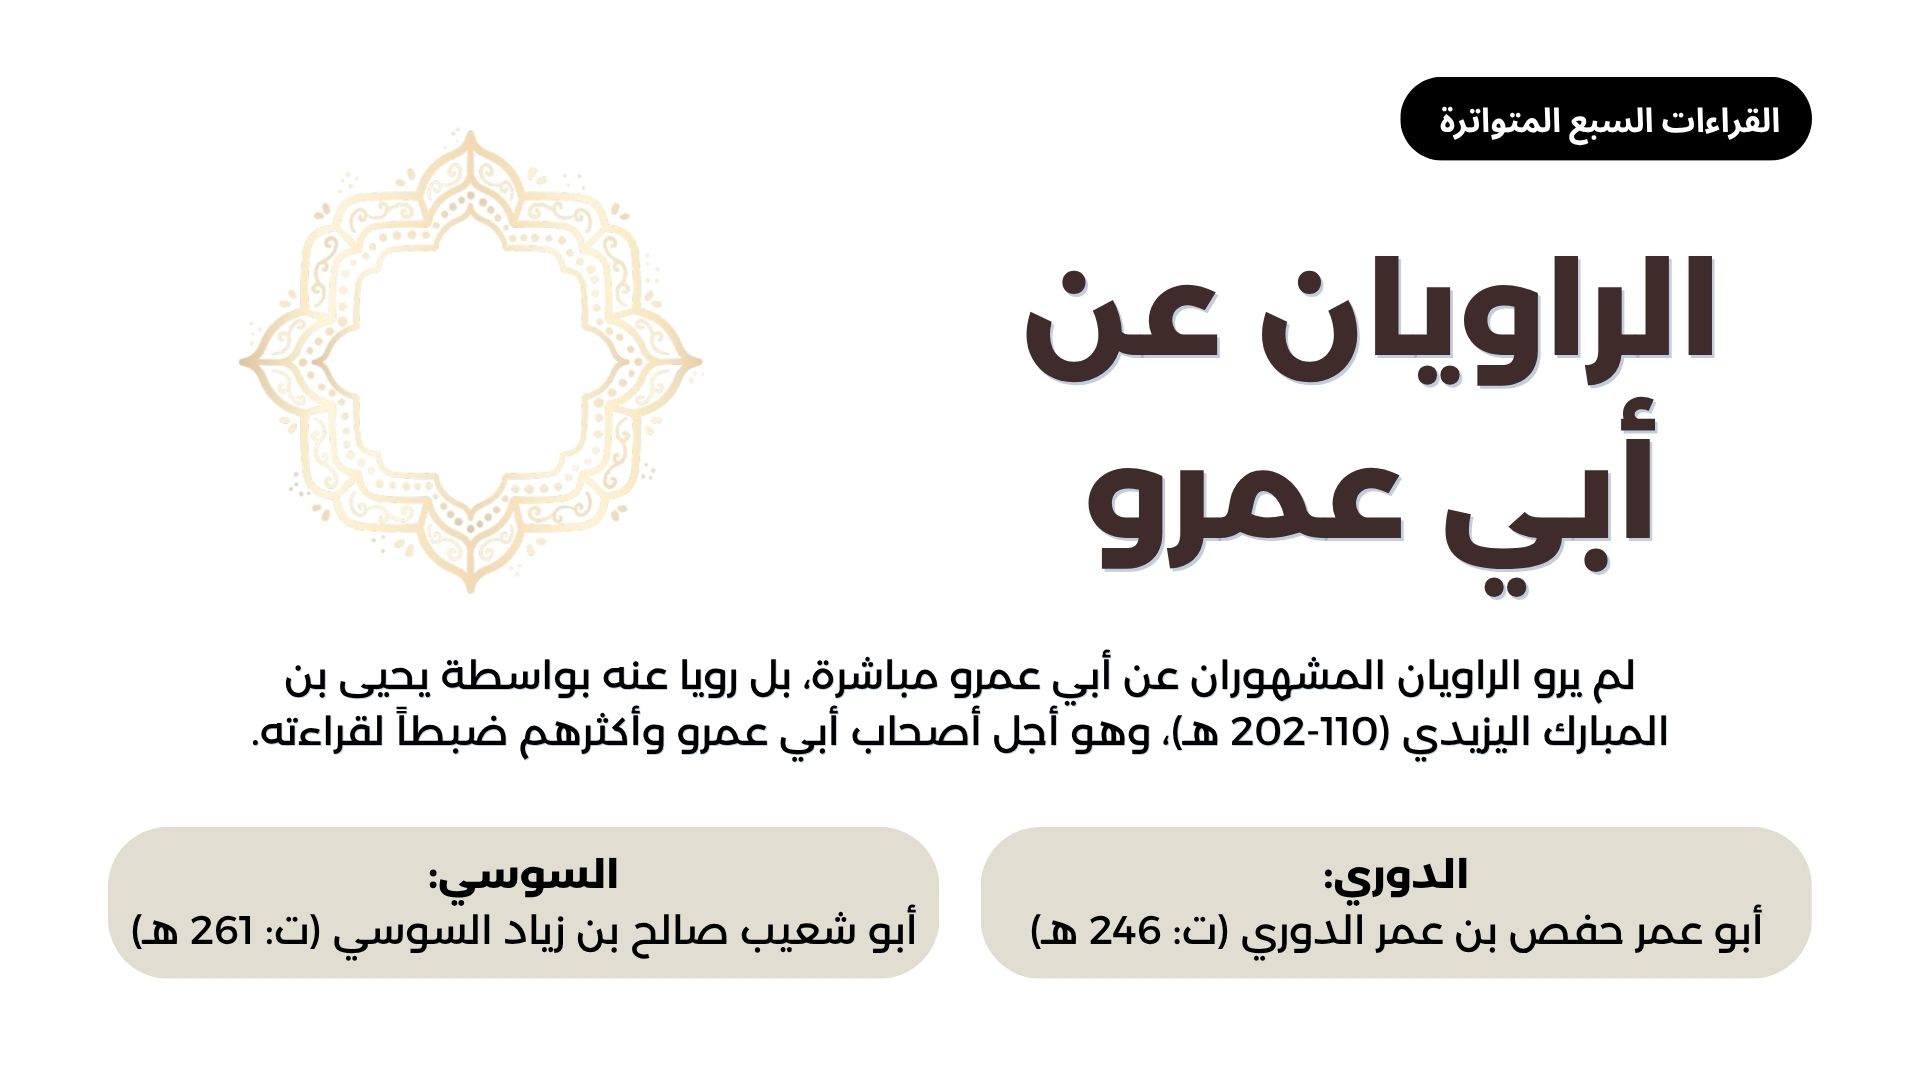 القراءات السبع المتواترة
الراويان عن
أبي عمرو
لم يرو الراويان المشهوران عن أبي عمرو مباشرة، بل رويا عنه بواسطة يحيى بن
المبارك اليزيدي (110-202 هـ)، وهو أجل أصحاب أبي عمرو وأكثرهم ضبطاً لقراءته.
الدوري:
أبو عمر حفص بن عمر الدوري (ت: 246 هـ)
السوسي:
أبو شعيب صالح بن زياد السوسي (ت: 261 هـ)